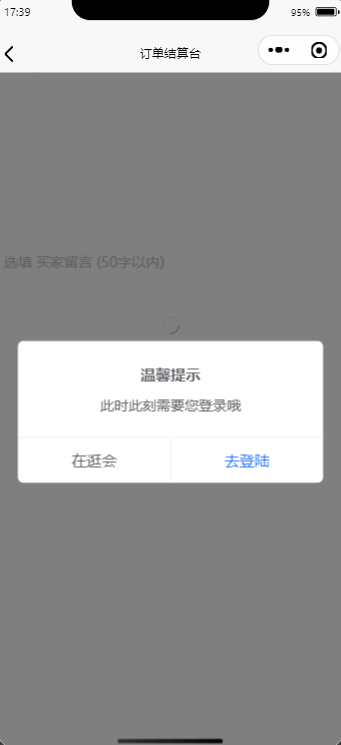 17:39
95%
订单结算台
选填 买家留言 (50字以内)
温馨提示
此时此刻需要您登录哦
在逛会
去登陆